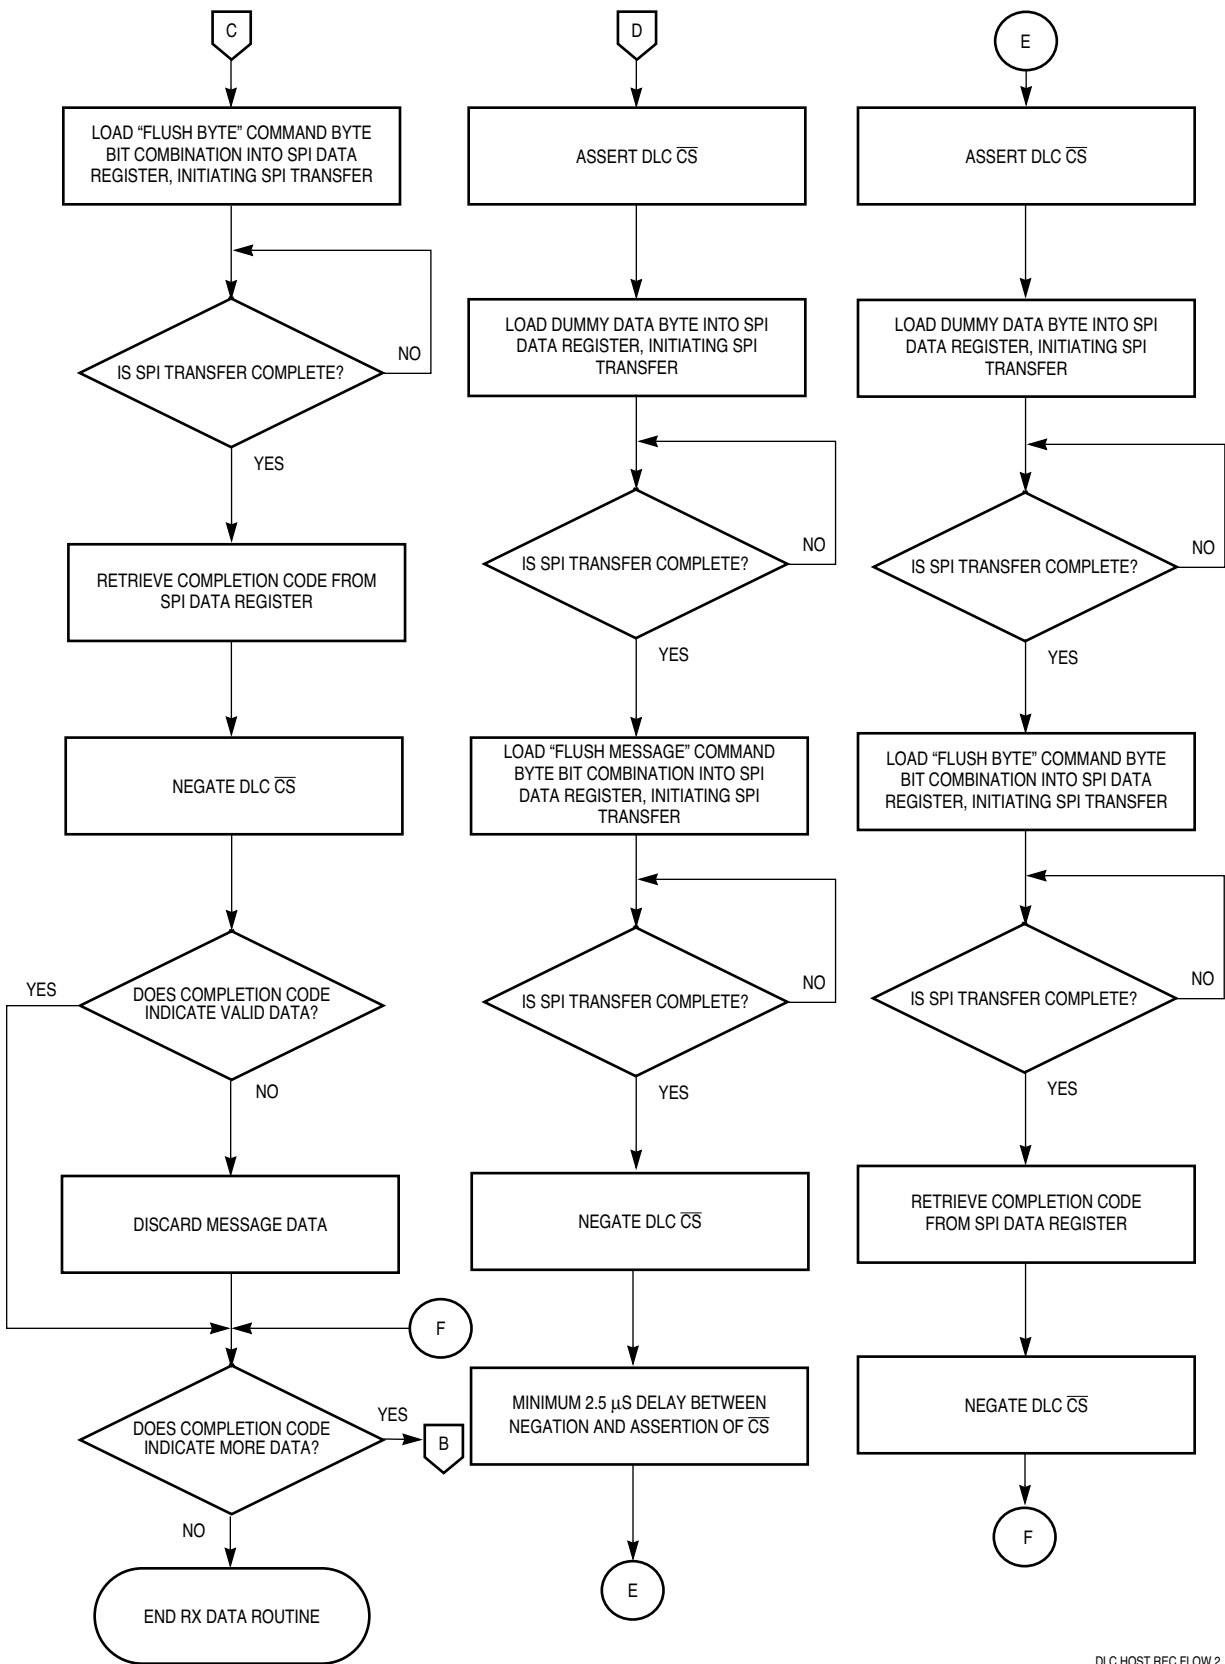 C
LOAD “FLUSH BYTE” COMMAND BYTE
BIT COMBINATION INTO SPI DATA
REGISTER, INITIATING SPI TRANSFER
IS SPI TRANSFER COMPLETE?
NO
YES
RETRIEVE COMPLETION CODE FROM
SPI DATA REGISTER
NEGATE DLC CS
YES
DOES COMPLETION CODE
INDICATE VALID DATA?
NO
DISCARD MESSAGE DATA
F
DOES COMPLETION CODE
INDICATE MORE DATA?
YES
B
NO
END RX DATA ROUTINE
D
ASSERT DLC CS
LOAD DUMMY DATA BYTE INTO SPI
DATA REGISTER, INITIATING SPI
TRANSFER
IS SPI TRANSFER COMPLETE?
NO
YES
LOAD “FLUSH MESSAGE” COMMAND
BYTE BIT COMBINATION INTO SPI
DATA REGISTER, INITIATING SPI
TRANSFER
IS SPI TRANSFER COMPLETE?
NO
YES
NEGATE DLC CS
MINIMUM 2.5 µS DELAY BETWEEN
NEGATION AND ASSERTION OF CS
E
E
ASSERT DLC CS
LOAD DUMMY DATA BYTE INTO SPI
DATA REGISTER, INITIATING SPI
TRANSFER
IS SPI TRANSFER COMPLETE?
NO
YES
LOAD “FLUSH BYTE” COMMAND BYTE
BIT COMBINATION INTO SPI DATA
REGISTER, INITIATING SPI TRANSFER
IS SPI TRANSFER COMPLETE?
NO
YES
RETRIEVE COMPLETION CODE
FROM SPI DATA REGISTER
NEGATE DLC CS
F
DLC HOST REC FLOW 2